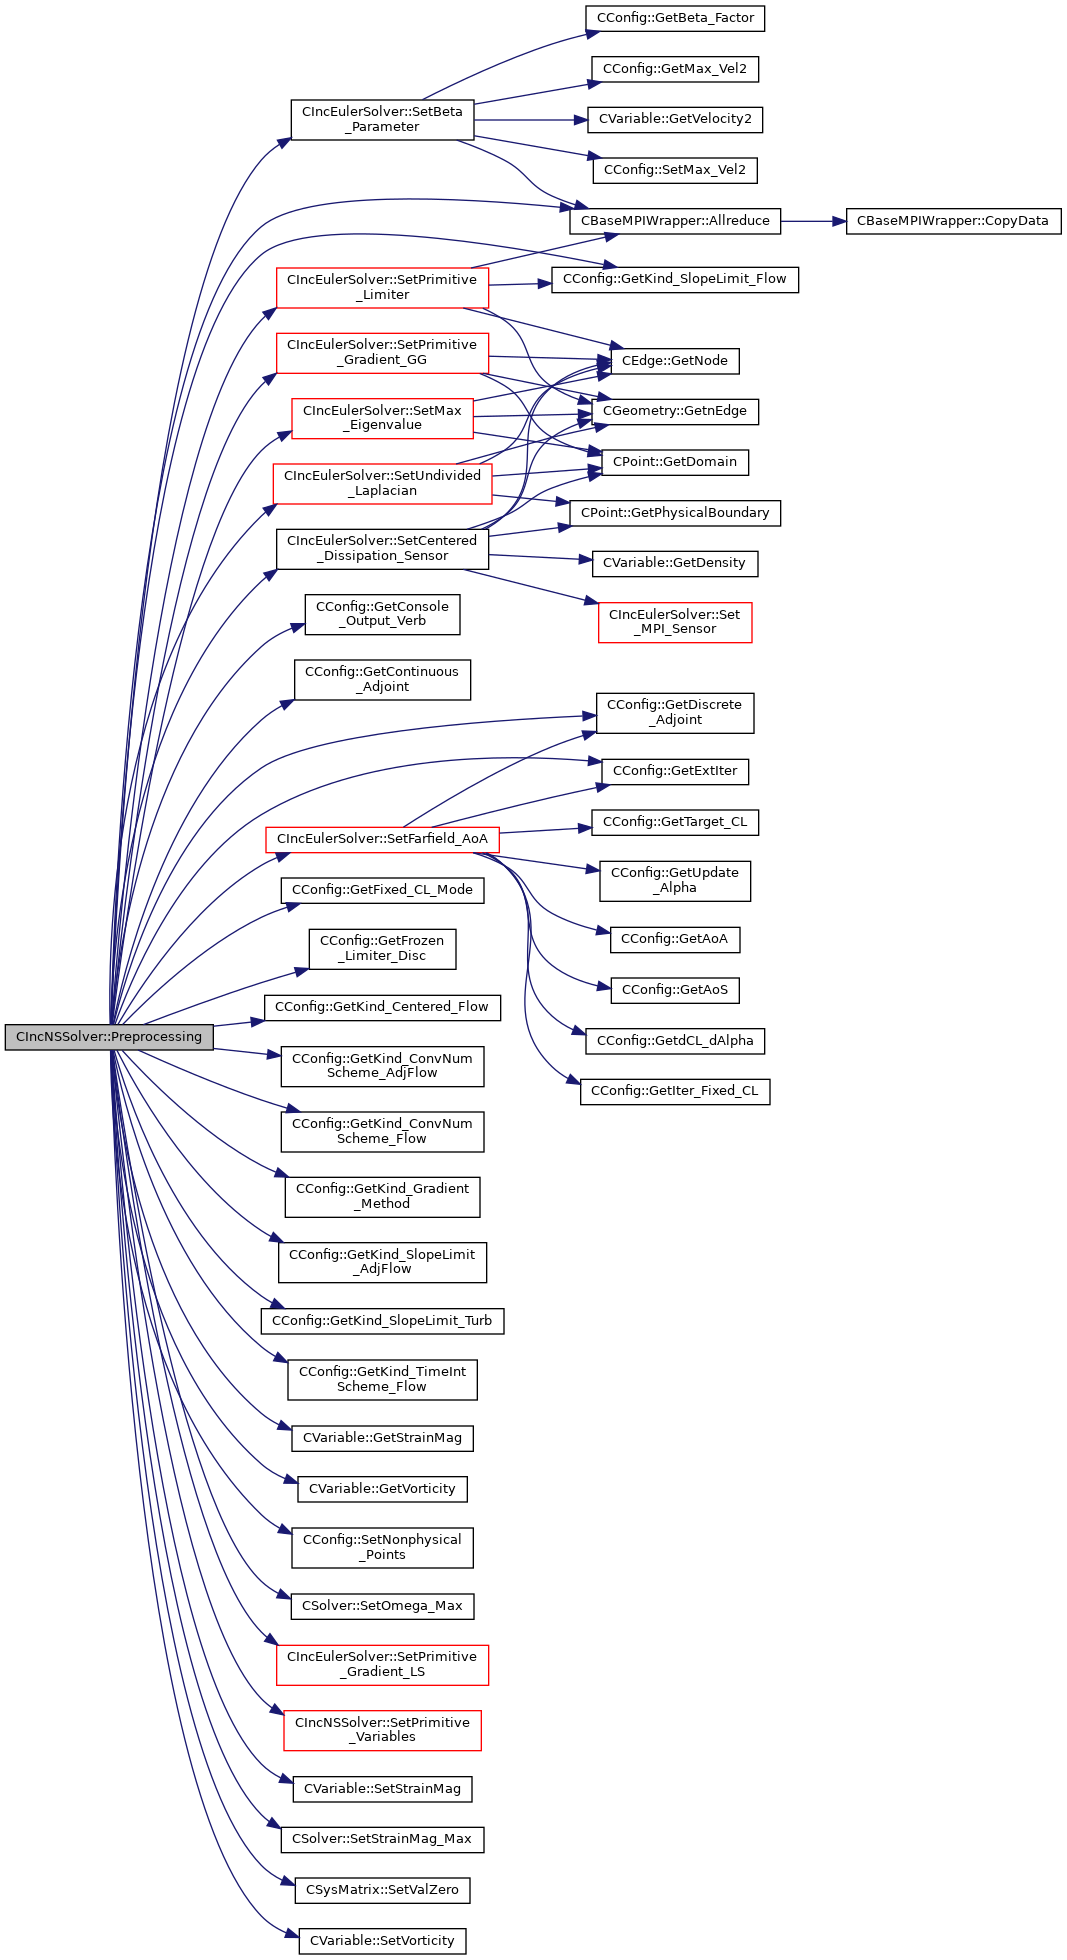 CConfig::GetBeta_Factor
CConfig::GetMax_Vel2
CIncEulerSolver::SetBeta
_Parameter
CVariable::GetVelocity2
CConfig::SetMax_Vel2
CBaseMPIWrapper::Allreduce
CBaseMPIWrapper::CopyData
CIncEulerSolver::SetPrimitive
_Limiter
CConfig::GetKind_SlopeLimit_Flow
CIncEulerSolver::SetPrimitive
_Gradient_GG
CEdge::GetNode
CIncEulerSolver::SetMax
_Eigenvalue
CGeometry::GetnEdge
CIncEulerSolver::SetUndivided
_Laplacian
CPoint::GetDomain
CPoint::GetPhysicalBoundary
CIncEulerSolver::SetCentered
_Dissipation_Sensor
CVariable::GetDensity
CConfig::GetConsole
_Output_Verb
CIncEulerSolver::Set
_MPI_Sensor
CConfig::GetContinuous
_Adjoint
CConfig::GetDiscrete
_Adjoint
CConfig::GetExtIter
CIncEulerSolver::SetFarfield_AoA
CConfig::GetTarget_CL
CConfig::GetUpdate
_Alpha
CConfig::GetFixed_CL_Mode
CConfig::GetAoA
CConfig::GetFrozen
_Limiter_Disc
CConfig::GetAoS
CConfig::GetKind_Centered_Flow
CIncNSSolver::Preprocessing
CConfig::GetdCL_dAlpha
CConfig::GetKind_ConvNum
Scheme_AdjFlow
CConfig::GetIter_Fixed_CL
CConfig::GetKind_ConvNum
Scheme_Flow
CConfig::GetKind_Gradient
_Method
CConfig::GetKind_SlopeLimit
_AdjFlow
CConfig::GetKind_SlopeLimit_Turb
CConfig::GetKind_TimeInt
Scheme_Flow
CVariable::GetStrainMag
CVariable::GetVorticity
CConfig::SetNonphysical
_Points
CSolver::SetOmega_Max
CIncEulerSolver::SetPrimitive
_Gradient_LS
CIncNSSolver::SetPrimitive
_Variables
CVariable::SetStrainMag
CSolver::SetStrainMag_Max
CSysMatrix::SetValZero
CVariable::SetVorticity